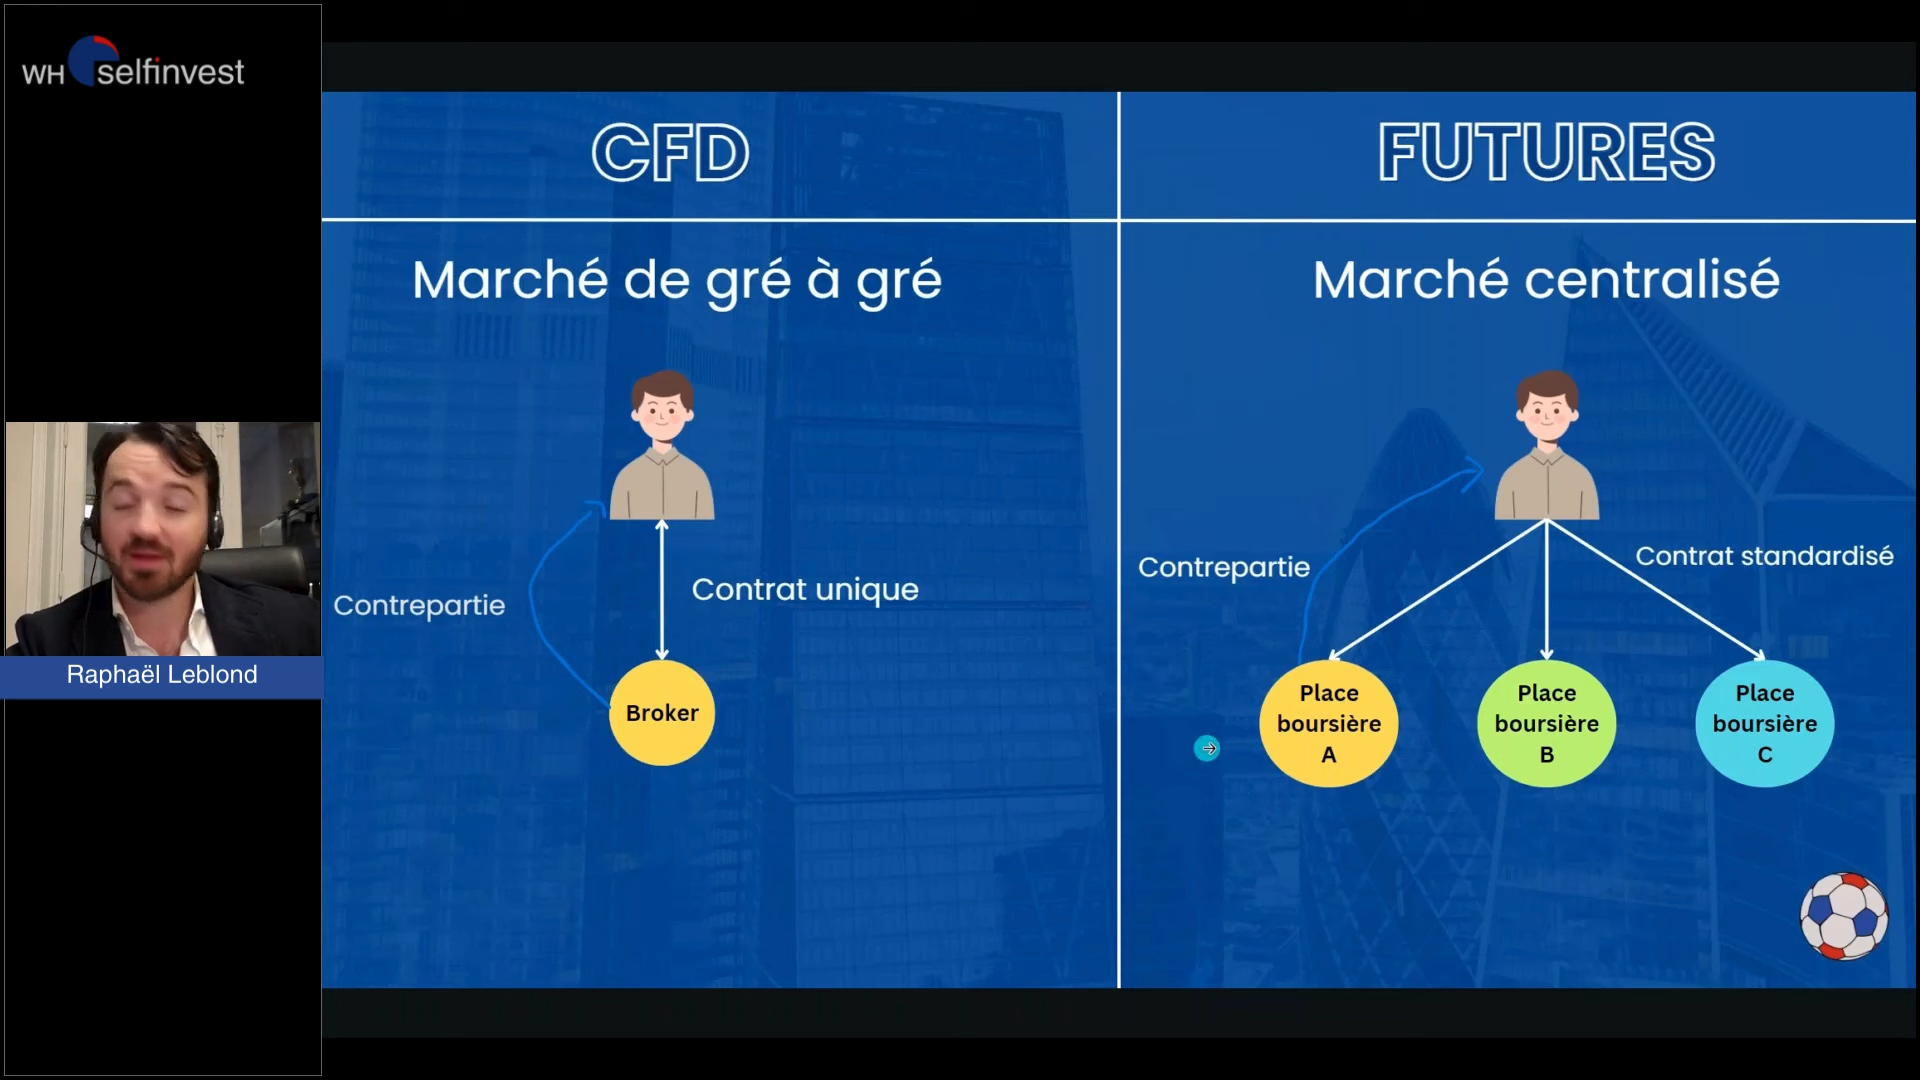 WH selfinvest
CFD
FUTURES
Marché de gré à gré
Marché centralisé
Contrepartie
Contrat unique
Broker
Contrepartie
Contrat standardisé
Place
boursière
A
Place
boursière
B
Place
boursière
C
Raphaël Leblond